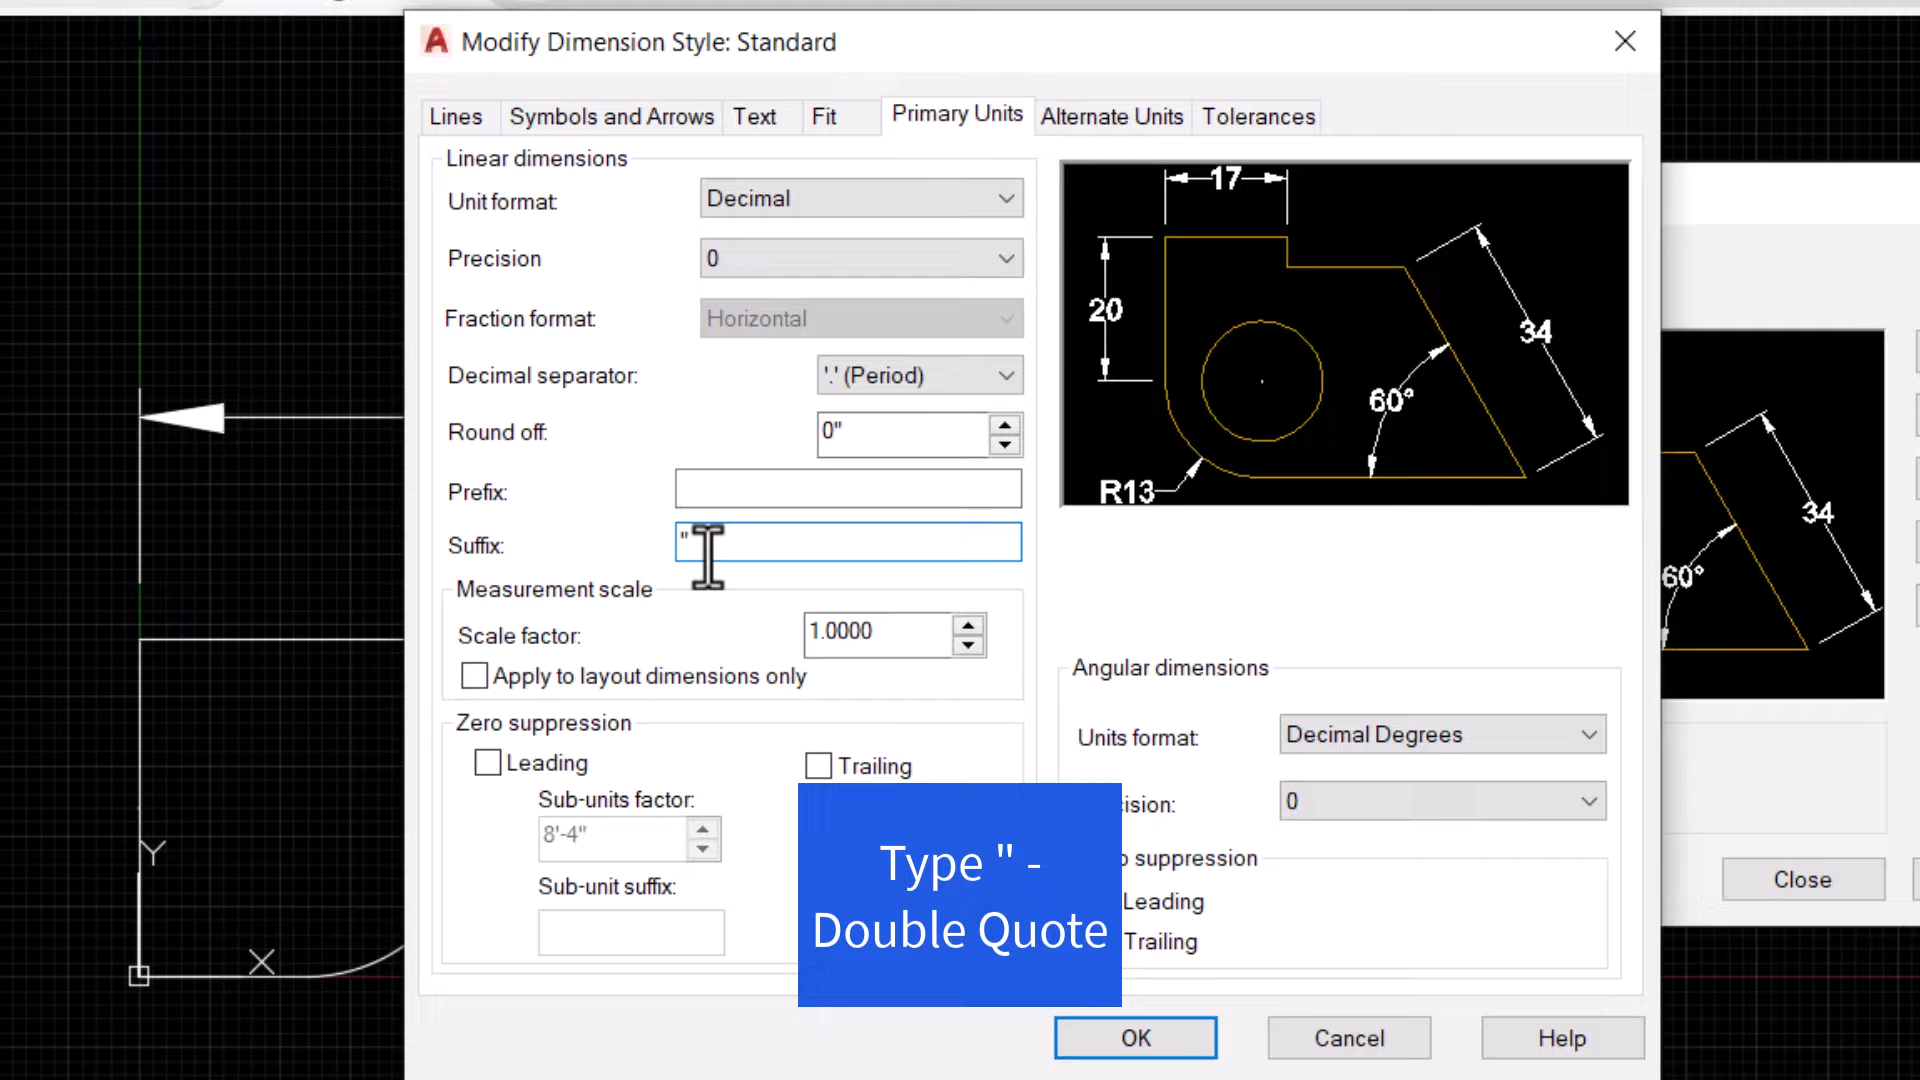 Modify Dimension Style: Standard
Lines
Symbols and Arrows
Text
Fit
Primary Units
Alternate Units
Tolerances
Linear dimensions
Unit format:
Decimal
Precision
0
Fraction format:
Horizontal
Decimal separator:
'.' (Period)
Round off:
0"
Prefix:
Suffix:
"
Measurement scale
Scale factor:
1.0000
Apply to layout dimensions only
Zero suppression
Leading
Trailing
Sub-units factor:
8'-4"
Sub-unit suffix:
17
20
34
60°
R13
Angular dimensions
Units format:
Decimal Degrees
cision:
0
o suppression
Leading
Trailing
Type " -
Double Quote
OK
Cancel
Help
34
60°
Close
Y
X